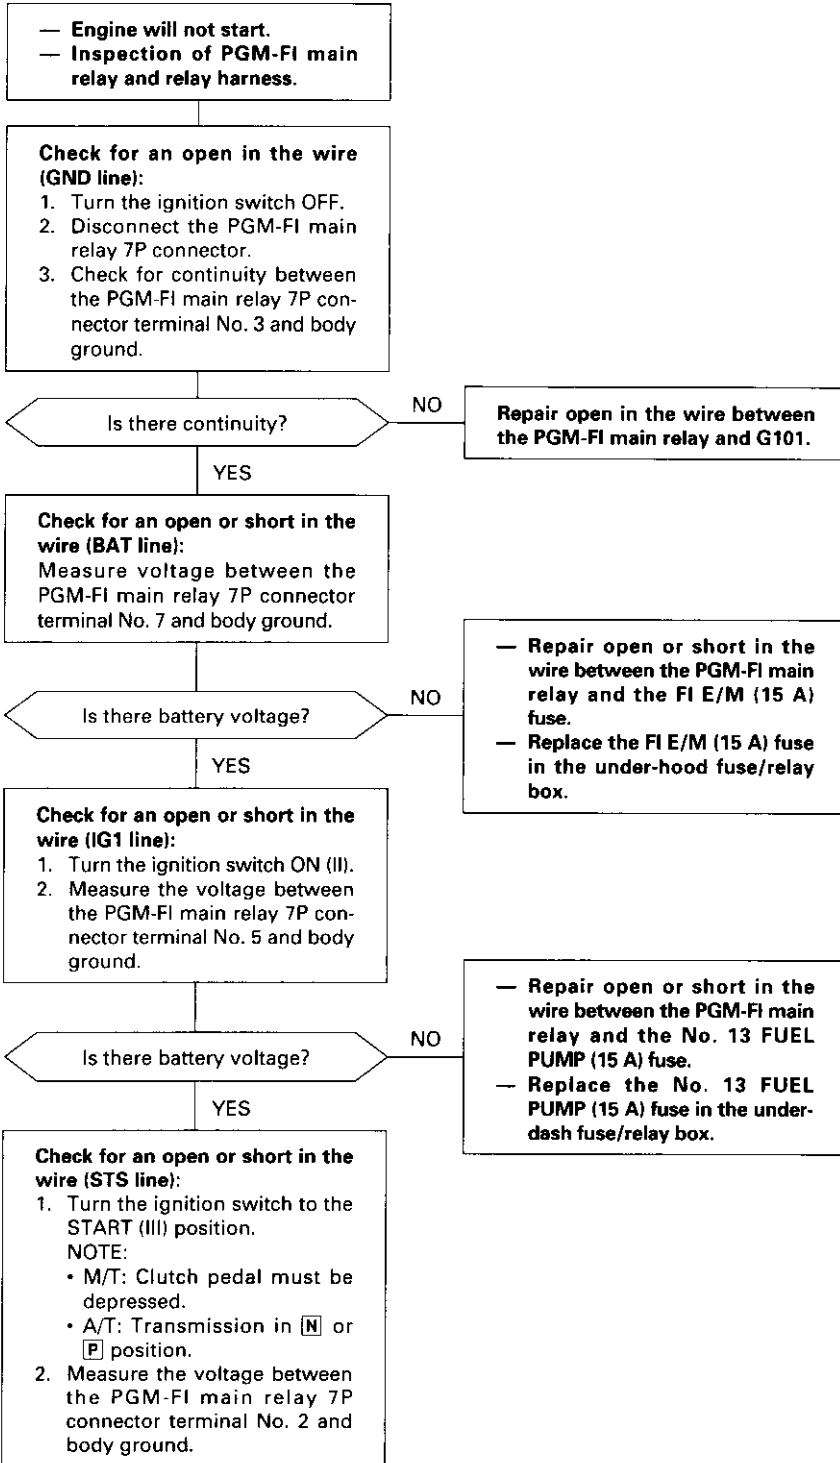 — Engine will not start.
— Inspection of PGM-FI main
relay and relay harness.
Check for an open in the wire
(GND line):
1. Turn the ignition switch OFF.
2. Disconnect the PGM-FI main
relay 7P connector.
3. Check for continuity between
the PGM-FI main relay 7P con-
nector terminal No. 3 and body
ground.
Is there continuity?
NO
Repair open in the wire between
the PGM-FI main relay and G101.
YES
Check for an open or short in the
wire (BAT line):
Measure voltage between the
PGM-FI main relay 7P connector
terminal No. 7 and body ground.
Is there battery voltage?
NO
— Repair open or short in the
wire between the PGM-FI main
relay and the FI E/M (15 A)
fuse.
— Replace the FI E/M (15 A) fuse
in the under-hood fuse/relay
box.
YES
Check for an open or short in the
wire (IG1 line):
1. Turn the ignition switch ON (II).
2. Measure the voltage between
the PGM-FI main relay 7P con-
nector terminal No. 5 and body
ground.
Is there battery voltage?
NO
— Repair open or short in the
wire between the PGM-FI main
relay and the No. 13 FUEL
PUMP (15 A) fuse.
— Replace the No. 13 FUEL
PUMP (15 A) fuse in the under-
dash fuse/relay box.
YES
Check for an open or short in the
wire (STS line):
1. Turn the ignition switch to the
START (III) position.
NOTE:
• M/T: Clutch pedal must be
depressed.
• A/T: Transmission in N or
P position.
2. Measure the voltage between
the PGM-FI main relay 7P
connector terminal No. 2 and
body ground.